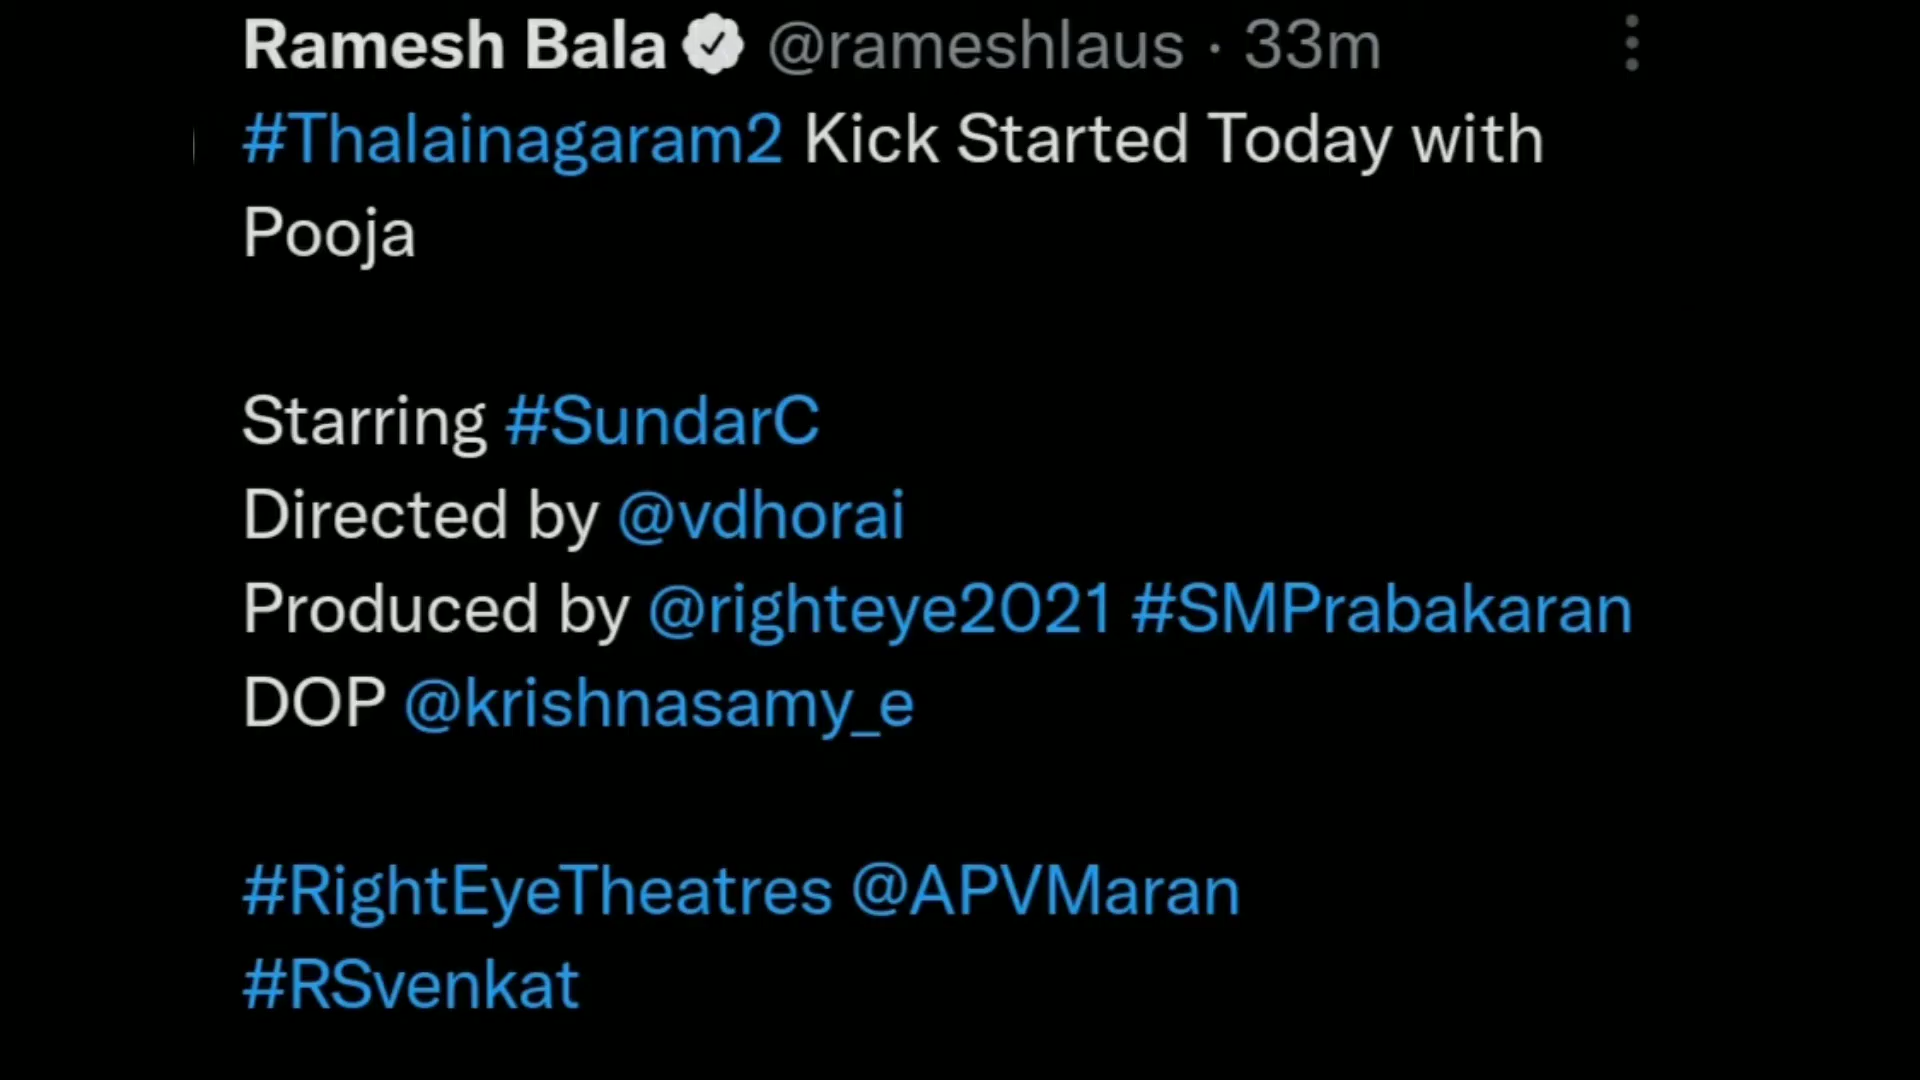 Ramesh Bala @rameshlaus · 33m
#Thalainagaram2 Kick Started Today with
Pooja
Starring #SundarC
Directed by @vdhorai
Produced by @righteye2021 #SMPrabakaran
DOP @krishnasamy_e
#RightEyeTheatres @APVMaran
#RSvenkat